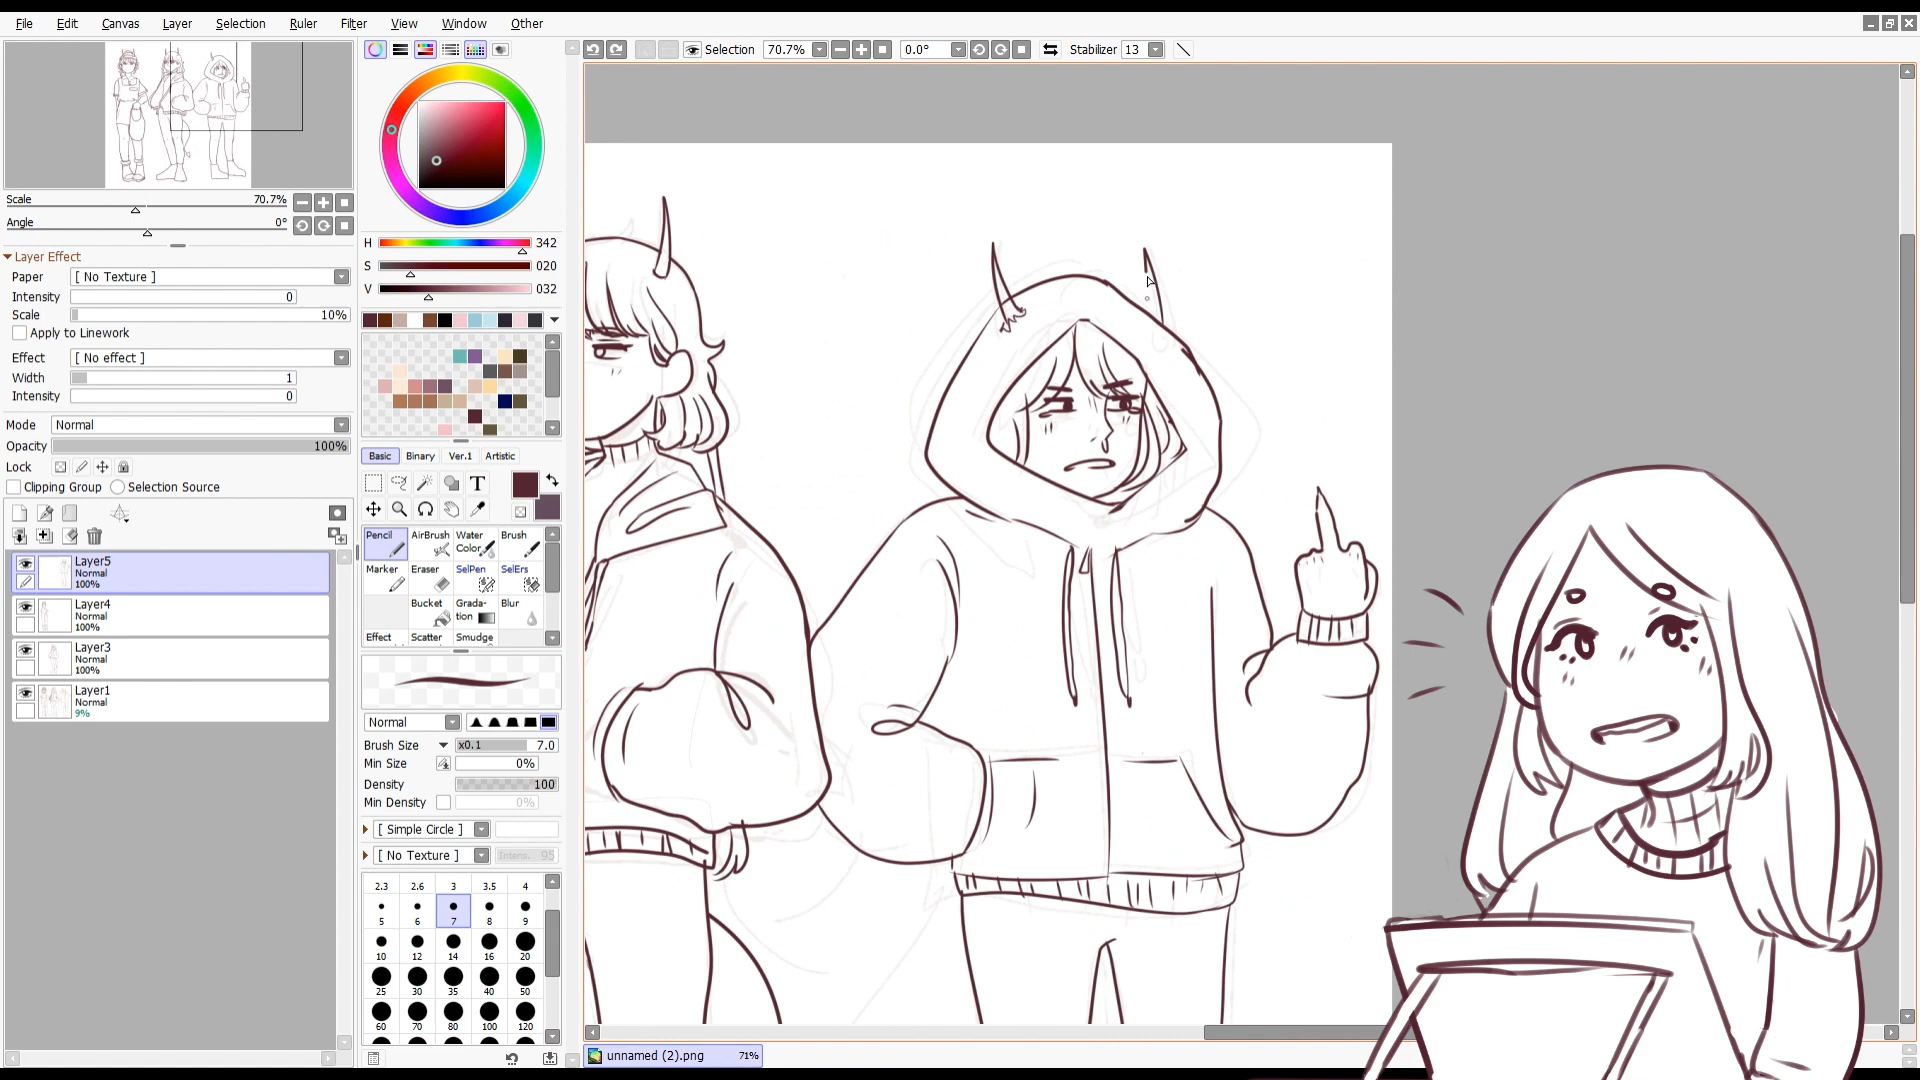 File Edit Canvas Layer Selection Ruler Filter View Window Other
Selection 70.7% 0.0° Stabilizer 13
Scale 70.7%
Angle 0°
Layer Effect
Paper [ No Texture ]
Intensity 0
Scale 10%
Apply to Linework
Effect [ No effect ]
Width 1
Intensity 0
Mode Normal
Opacity 100%
Lock
Clipping Group Selection Source
Layer5
Normal
100%
Layer4
Normal
100%
Layer3
Normal
100%
Layer1
Normal
9%
H 342
S 020
V 032
Basic Binary Ver.1 Artistic
T
Pencil AirBrush Water Color Brush
Marker Eraser SelPen SelErs
Bucket Grada-tion Blur
Effect Scatter Smudge
Normal
Brush Size x0.1 7.0
Min Size 0%
Density 100
Min Density 0%
[ Simple Circle ]
[ No Texture ] Intens. 95
2.3 2.6 3 3.5 4
5 6 7 8 9
10 12 14 16 20
25 30 35 40 50
60 70 80 100 120
unnamed (2).png 71%